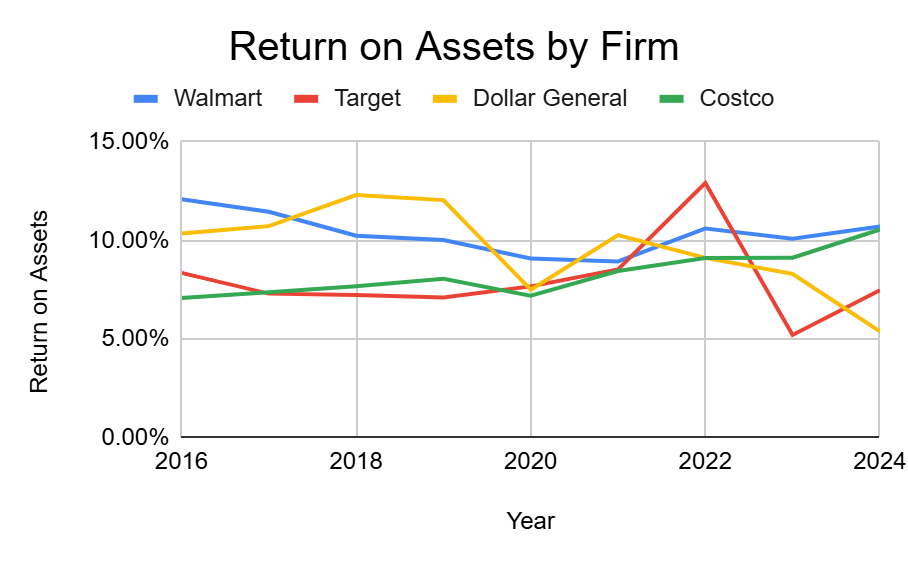 Return on Assets by Firm
Walmart Target Dollar General Costco
15.00%
10.00%
5.00%
0.00%
Return on Assets
2016 2018 2020 2022 2024
Year